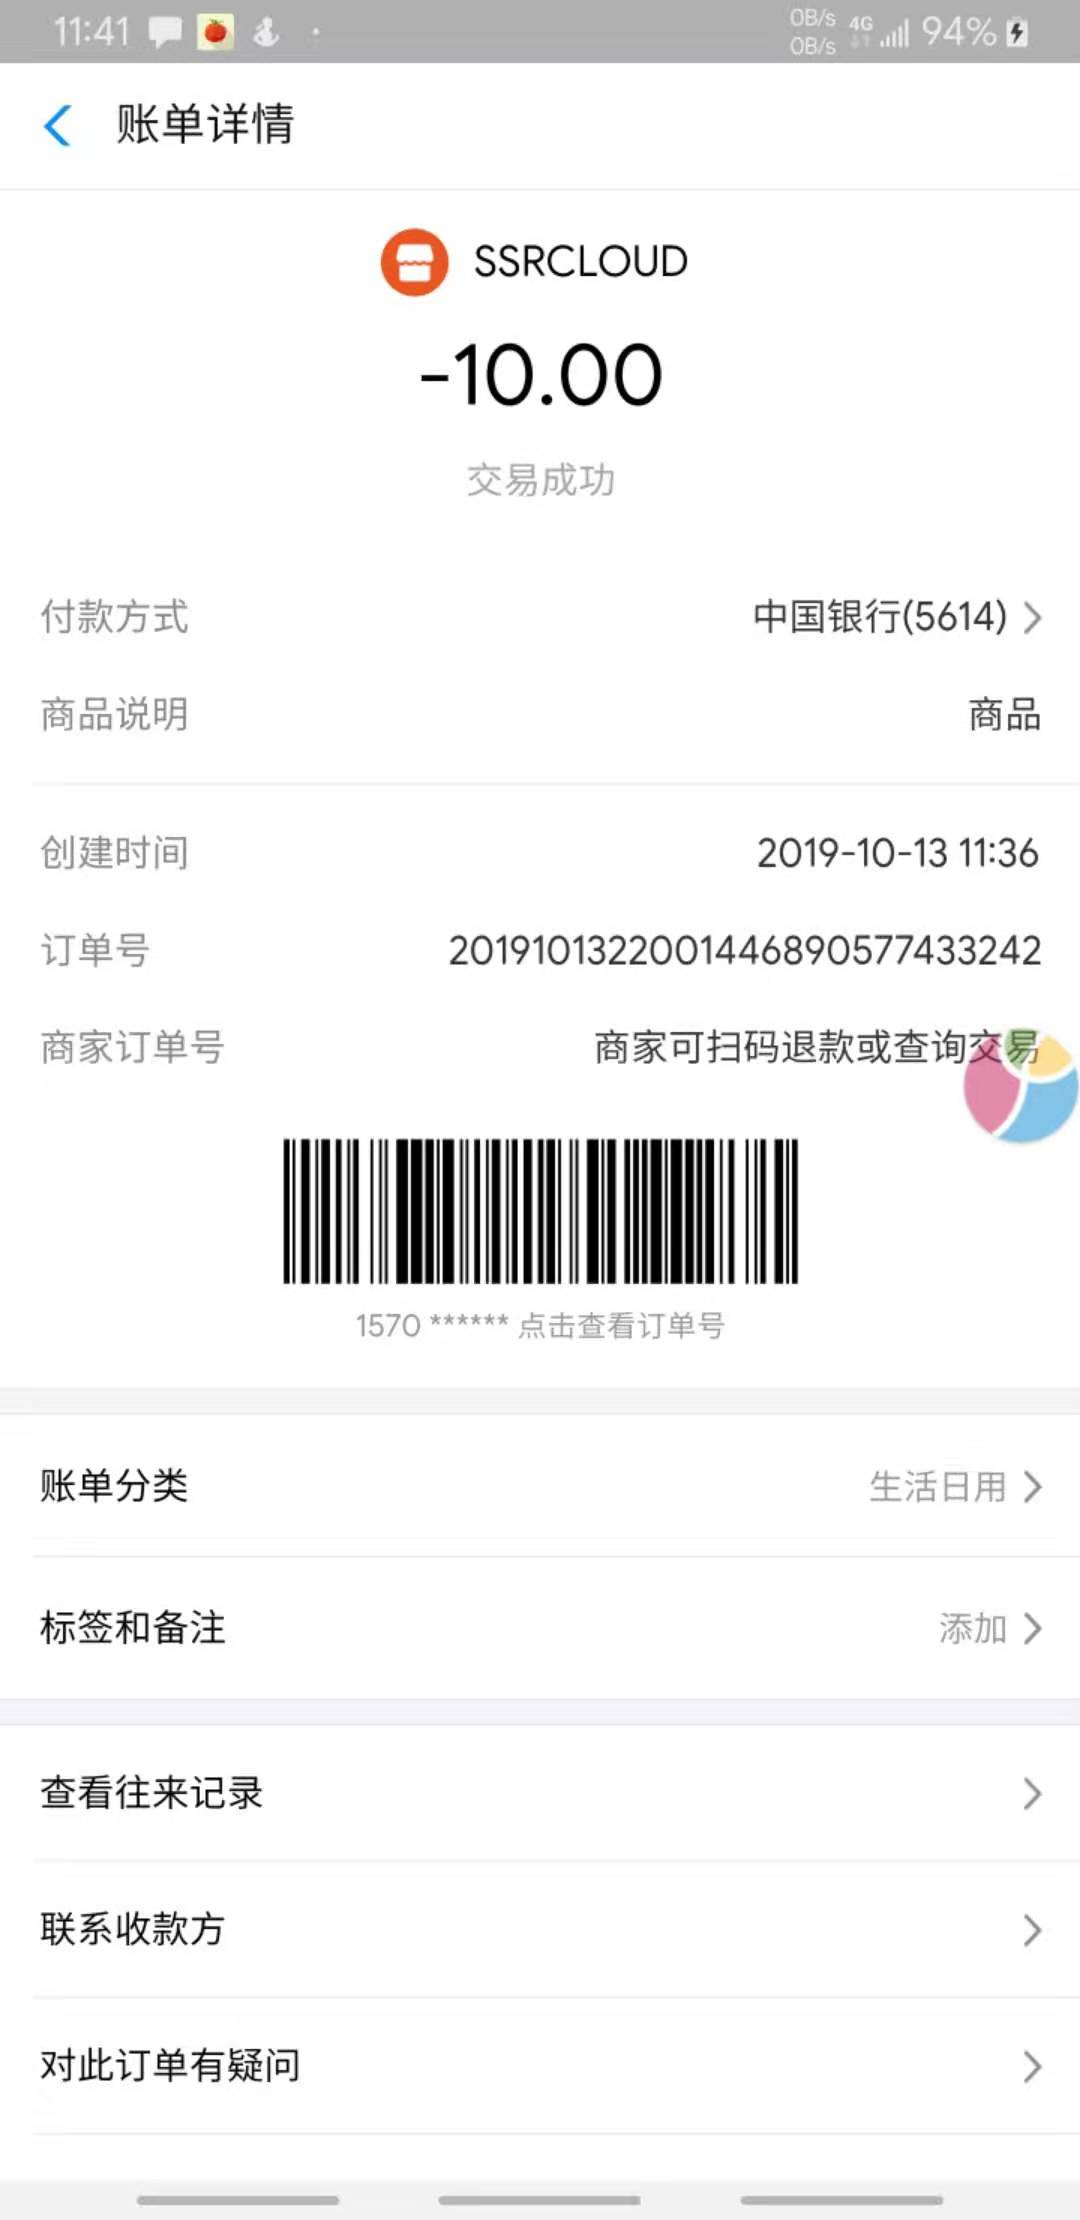 11:41
0B/s
0B/s
4G
94%
账单详情
SSRCLOUD
-10.00
交易成功
付款方式 中国银行(5614)
商品说明 商品
创建时间 2019-10-13 11:36
订单号 2019101322001446890577433242
商家订单号 商家可扫码退款或查询交易
1570 ****** 点击查看订单号
账单分类 生活日用
标签和备注 添加
查看往来记录
联系收款方
对此订单有疑问